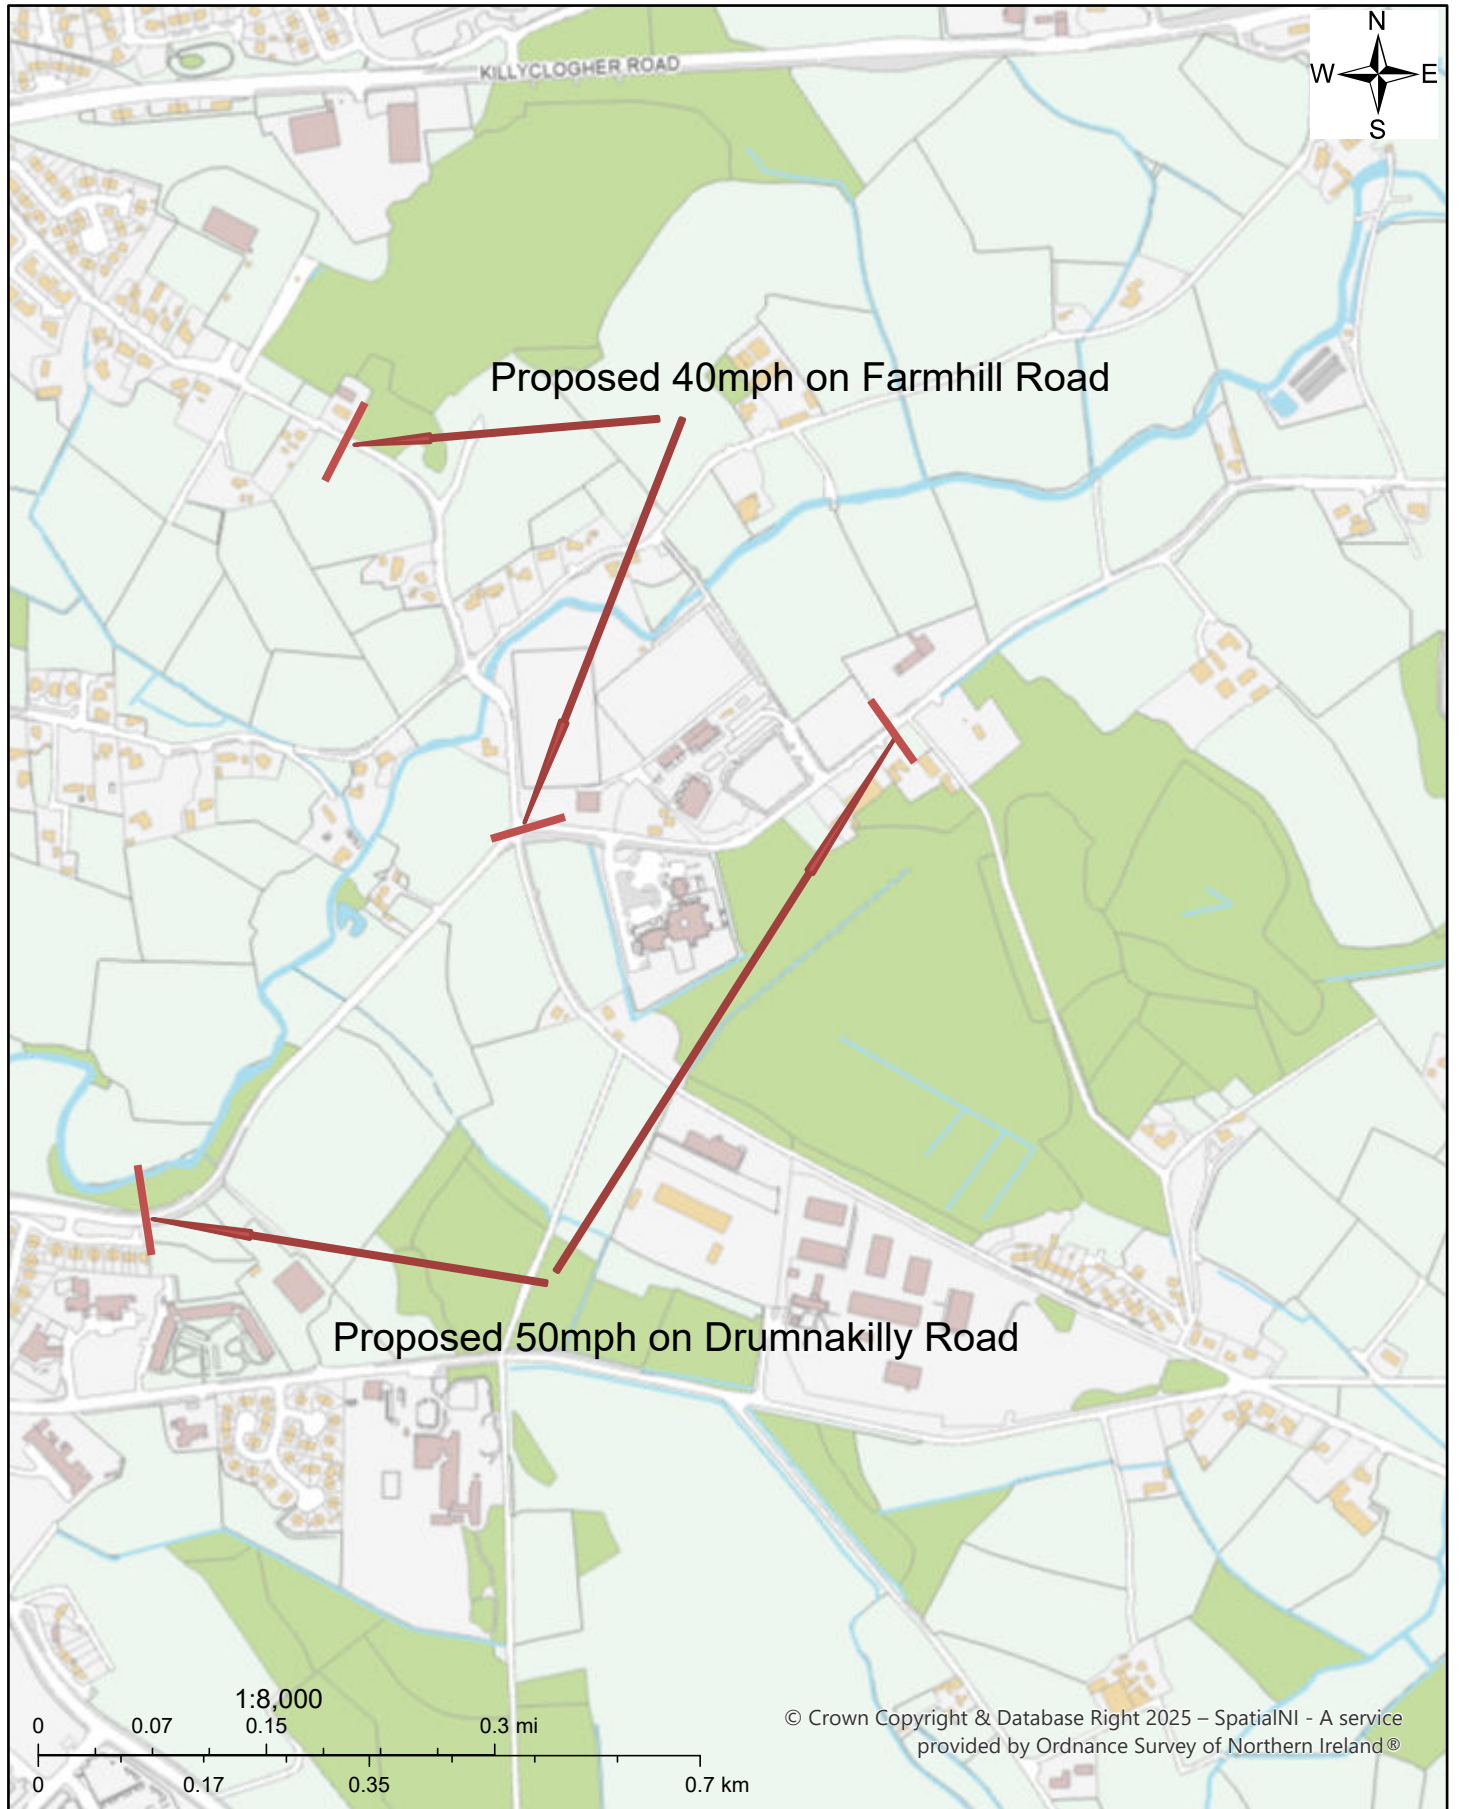 N
KILLYCLOGHER ROAD
W E
S
Proposed 40mph on Farmhill Road
Proposed 50mph on Drumnakilly Road
1:8,000
0 0.07 0.15 0.3 mi
0 0.17 0.35 0.7 km
© Crown Copyright & Database Right 2025 – SpatialNI - A service
provided by Ordnance Survey of Northern Ireland®